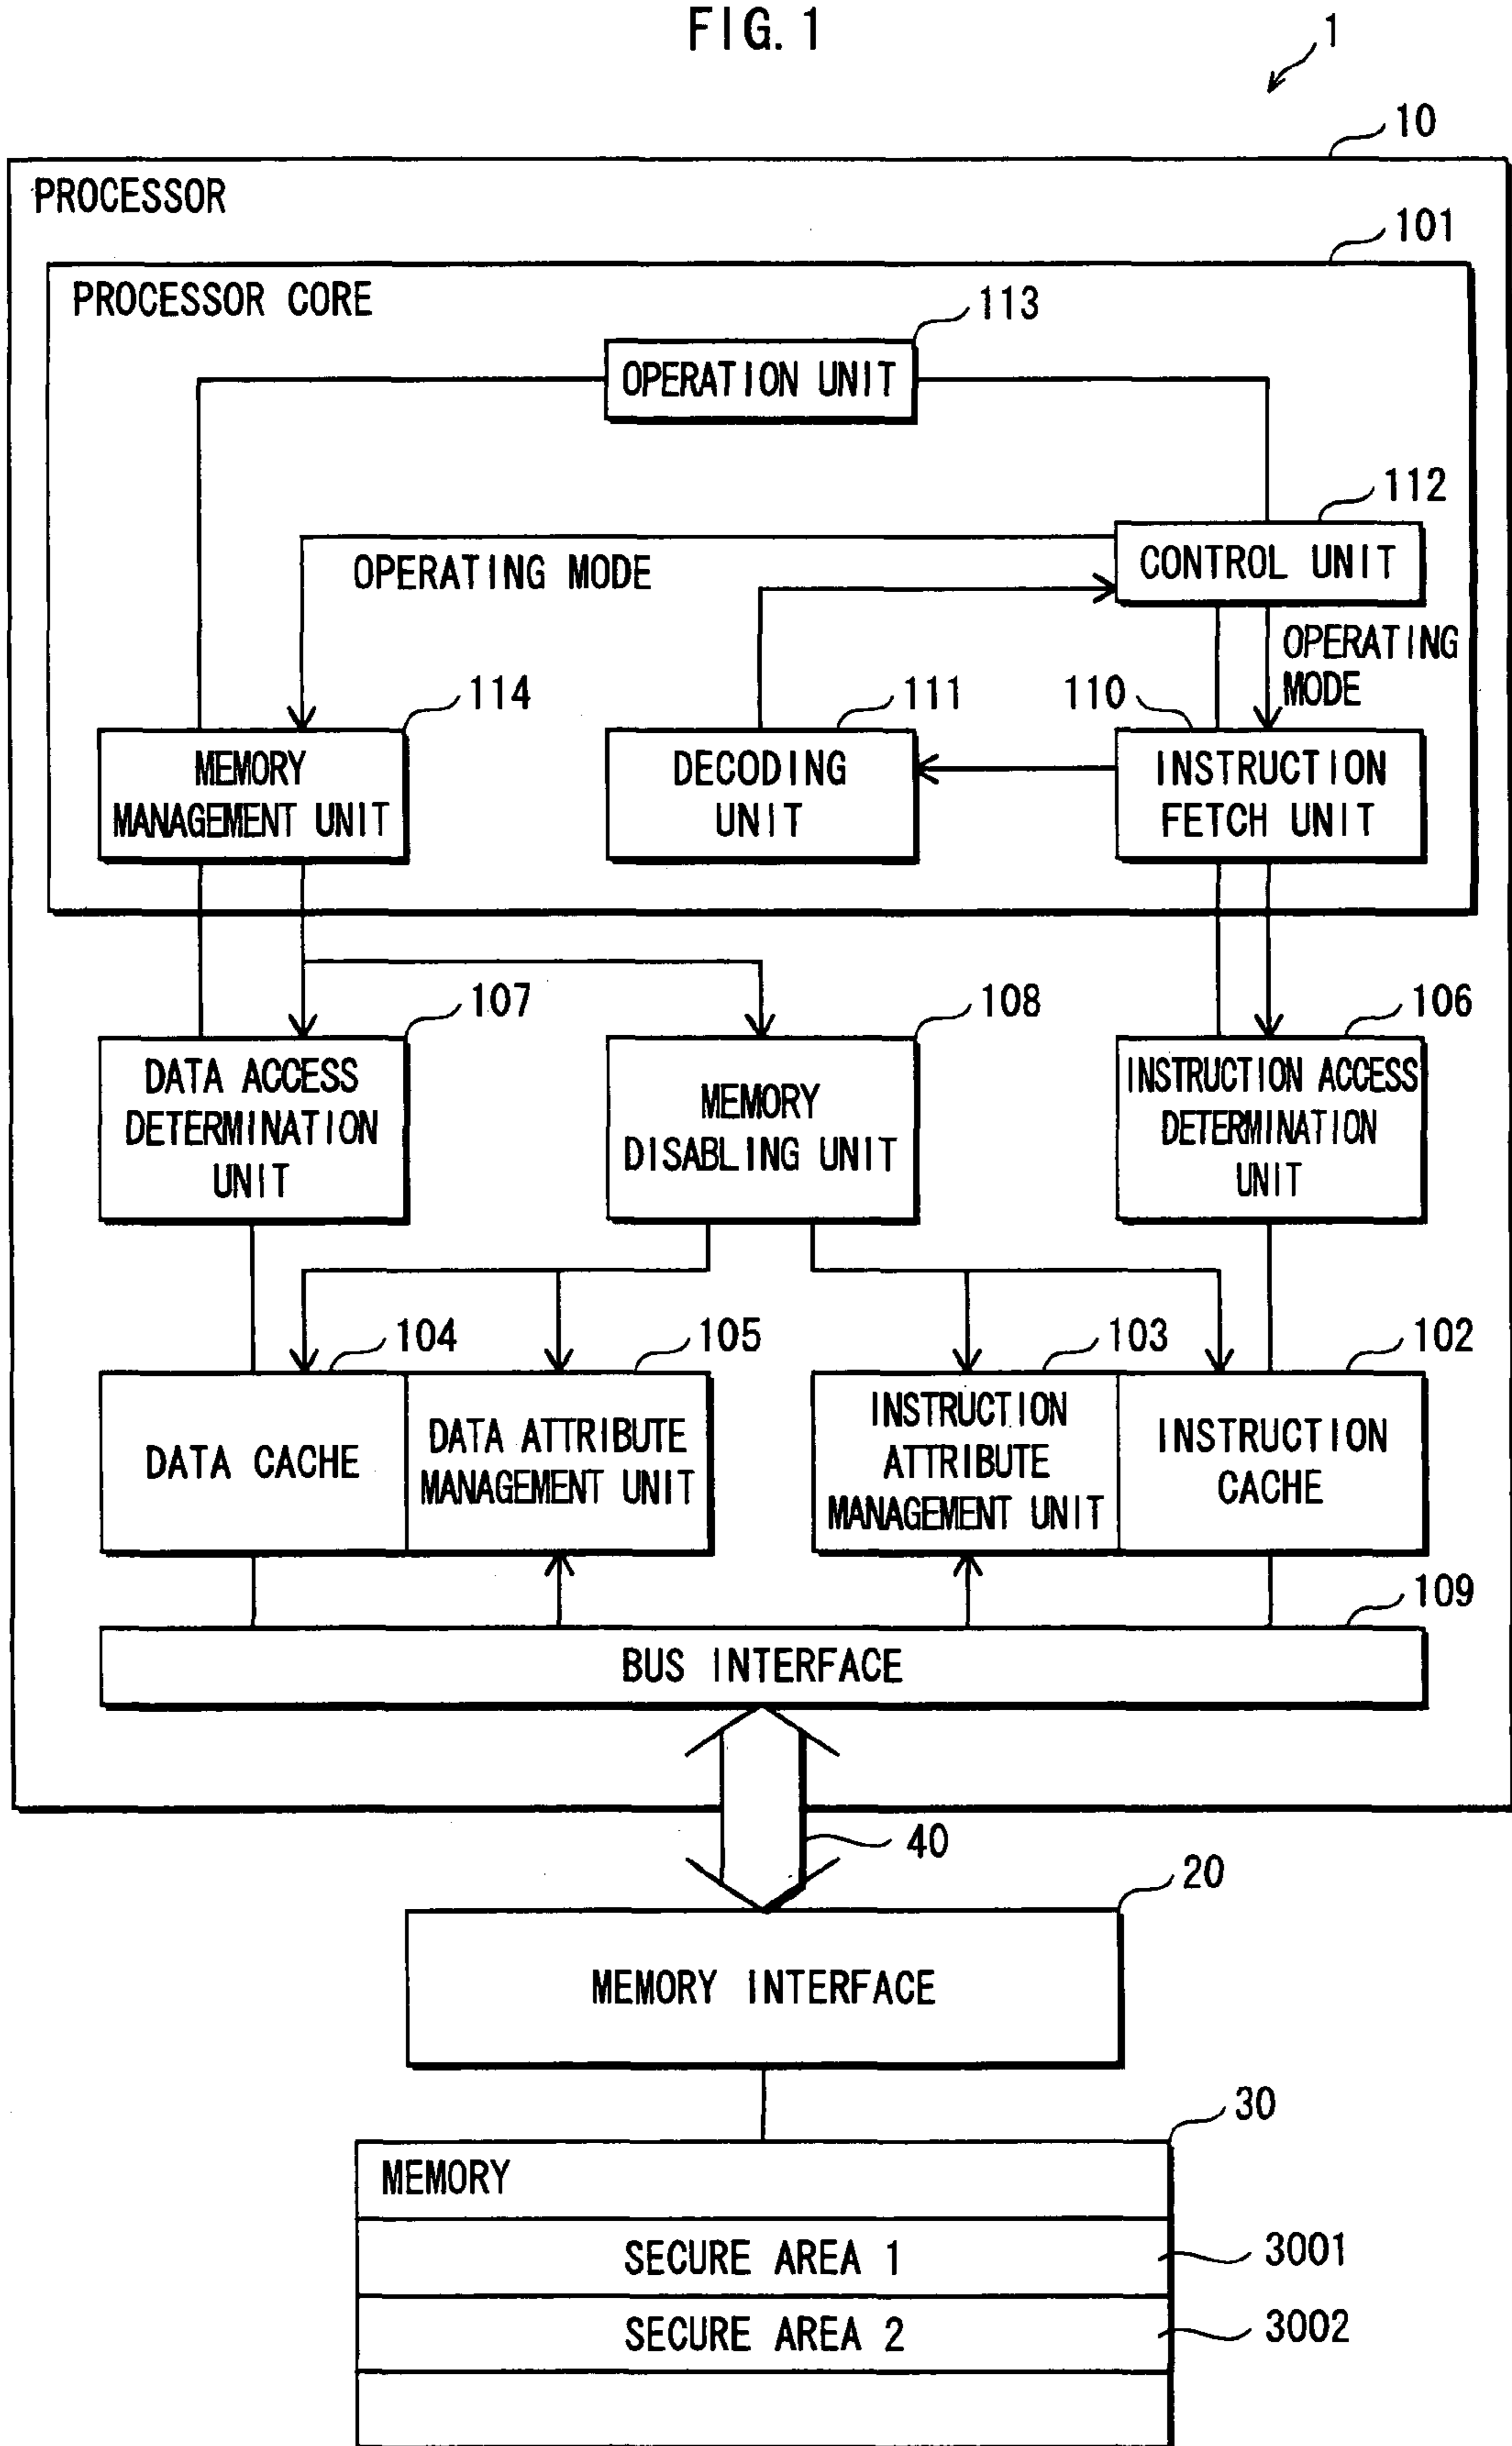 FIG. 1
1
10
PROCESSOR
101
PROCESSOR CORE
113
OPERATION UNIT
112
CONTROL UNIT
OPERATING MODE
OPERATING
MODE
114
111
110
MEMORY
MANAGEMENT UNIT
DECODING
UNIT
INSTRUCTION
FETCH UNIT
107
108
106
DATA ACCESS
DETERMINATION
UNIT
MEMORY
DISABLING UNIT
INSTRUCTION ACCESS
DETERMINATION
UNIT
104
105
103
102
DATA CACHE
DATA ATTRIBUTE
MANAGEMENT UNIT
INSTRUCTION
ATTRIBUTE
MANAGEMENT UNIT
INSTRUCTION
CACHE
109
BUS INTERFACE
40
20
MEMORY INTERFACE
30
MEMORY
SECURE AREA 1
3001
SECURE AREA 2
3002